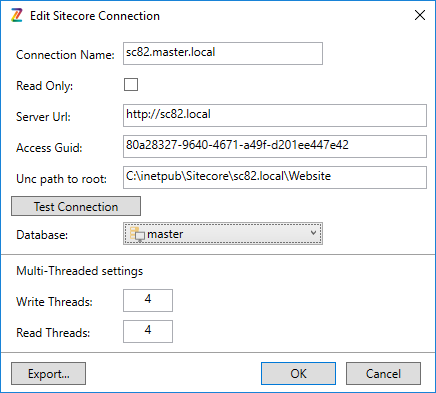 Edit Sitecore Connection
Connection Name: sc82.master.local
Read Only:
Server Url: http://sc82.local
Access Guid: 80a28327-9640-4671-a49f-d201ee447e42
Unc path to root: C:\inetpub\Sitecore\sc82.local\Website
Test Connection
Database: master
Multi-Threaded settings
Write Threads: 4
Read Threads: 4
Export... OK Cancel